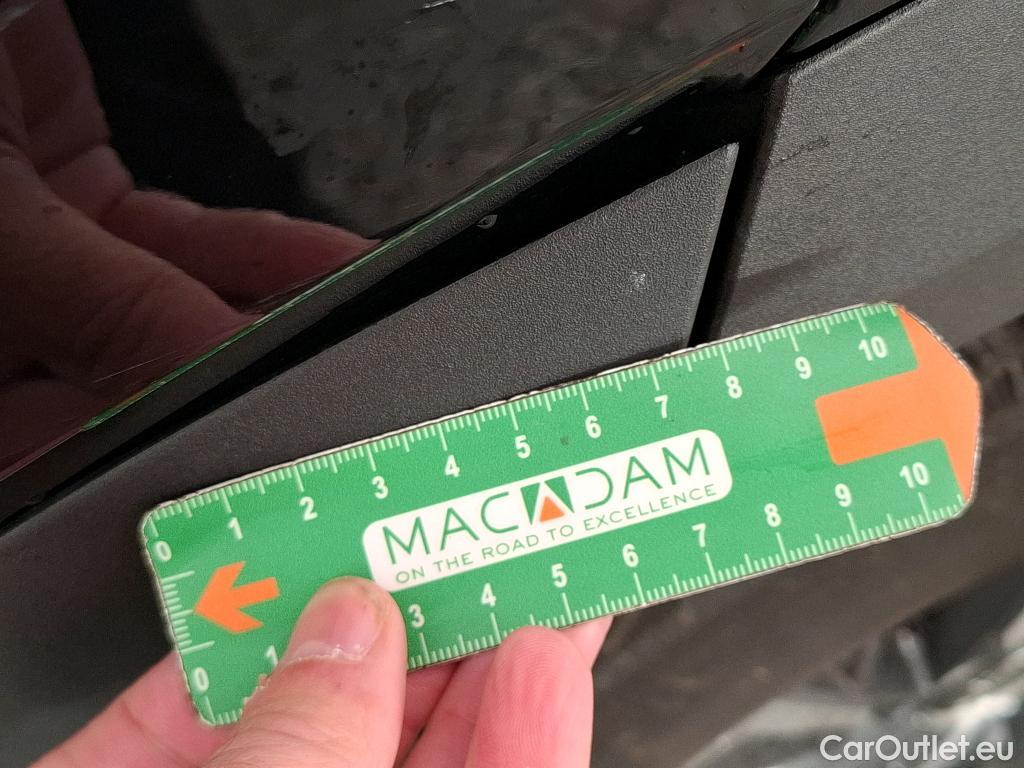 0 1 2 3 4 5 6 7 8 9 10
MACADAM
ON THE ROAD TO EXCELLENCE
0 1 3 4 5 6 7 8 9 10
CarOutlet.eu